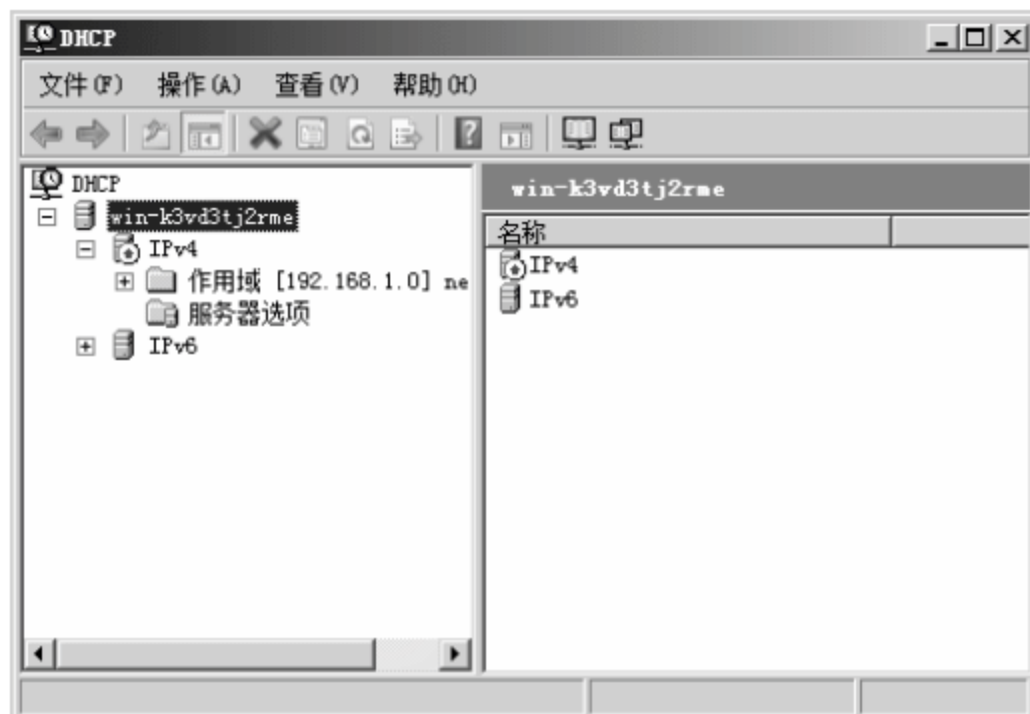 DHCP
文件(F) 操作(A) 查看(V) 帮助(H)
DHCP
win-k3vd3tj2rme
IPv4
作用域 [192.168.1.0] ne
服务器选项
IPv6
win-k3vd3tj2rme
名称
IPv4
IPv6